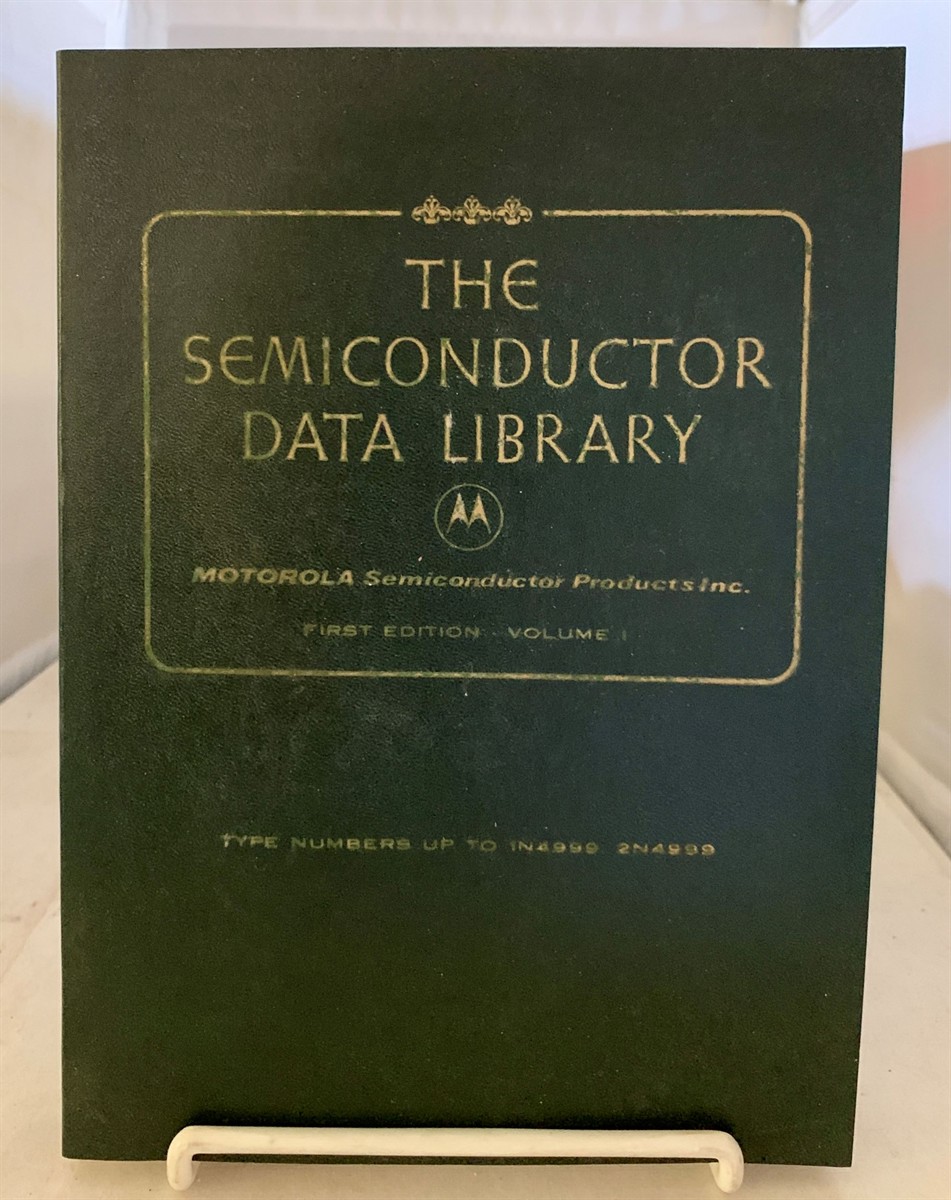 THE
SEMICONDUCTOR
DATA LIBRARY
MOTOROLA Semiconductor Products Inc.
FIRST EDITION · VOLUME I
TYPE NUMBERS UP TO 1N4999 2N4999